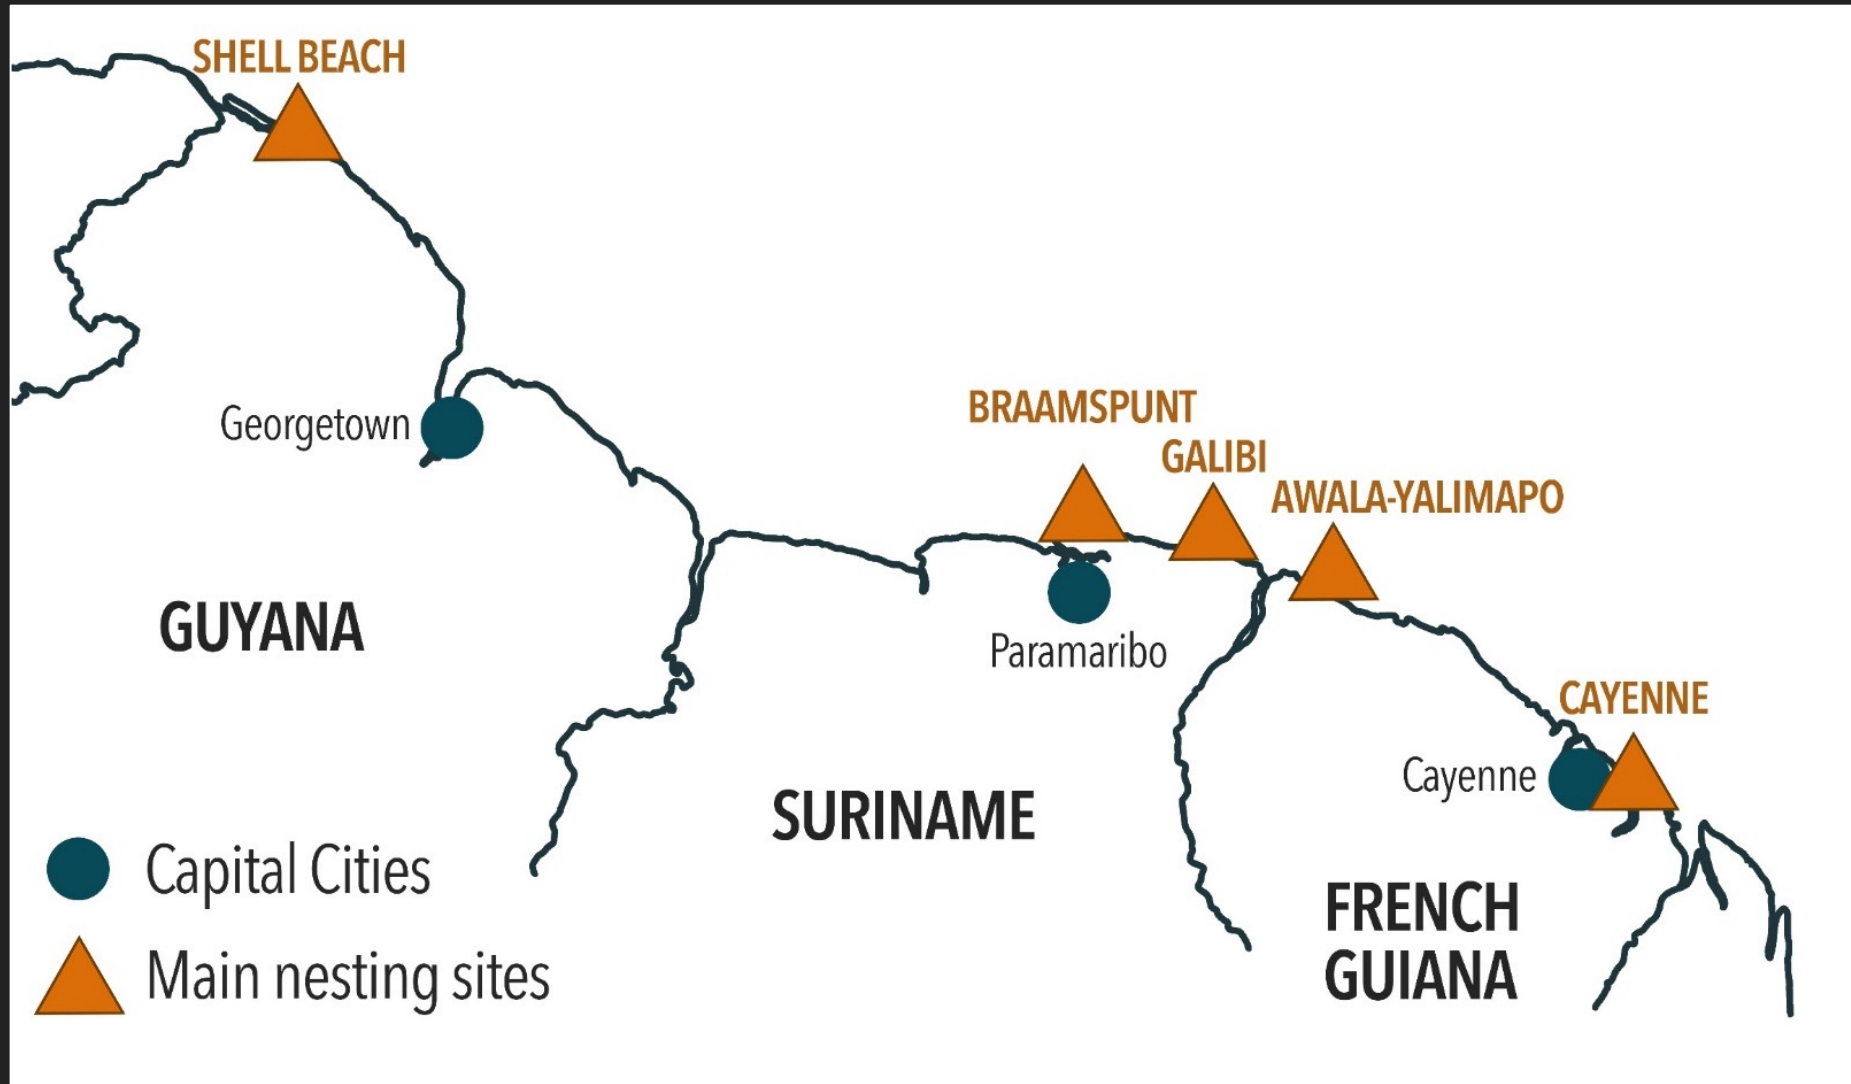 SHELL BEACH
Georgetown
BRAAMSPUNT
GALIBI
AWALA-YALIMAPO
GUYANA
Paramaribo
CAYENNE
Cayenne
SURINAME
Capital Cities
FRENCH
GUIANA
Main nesting sites